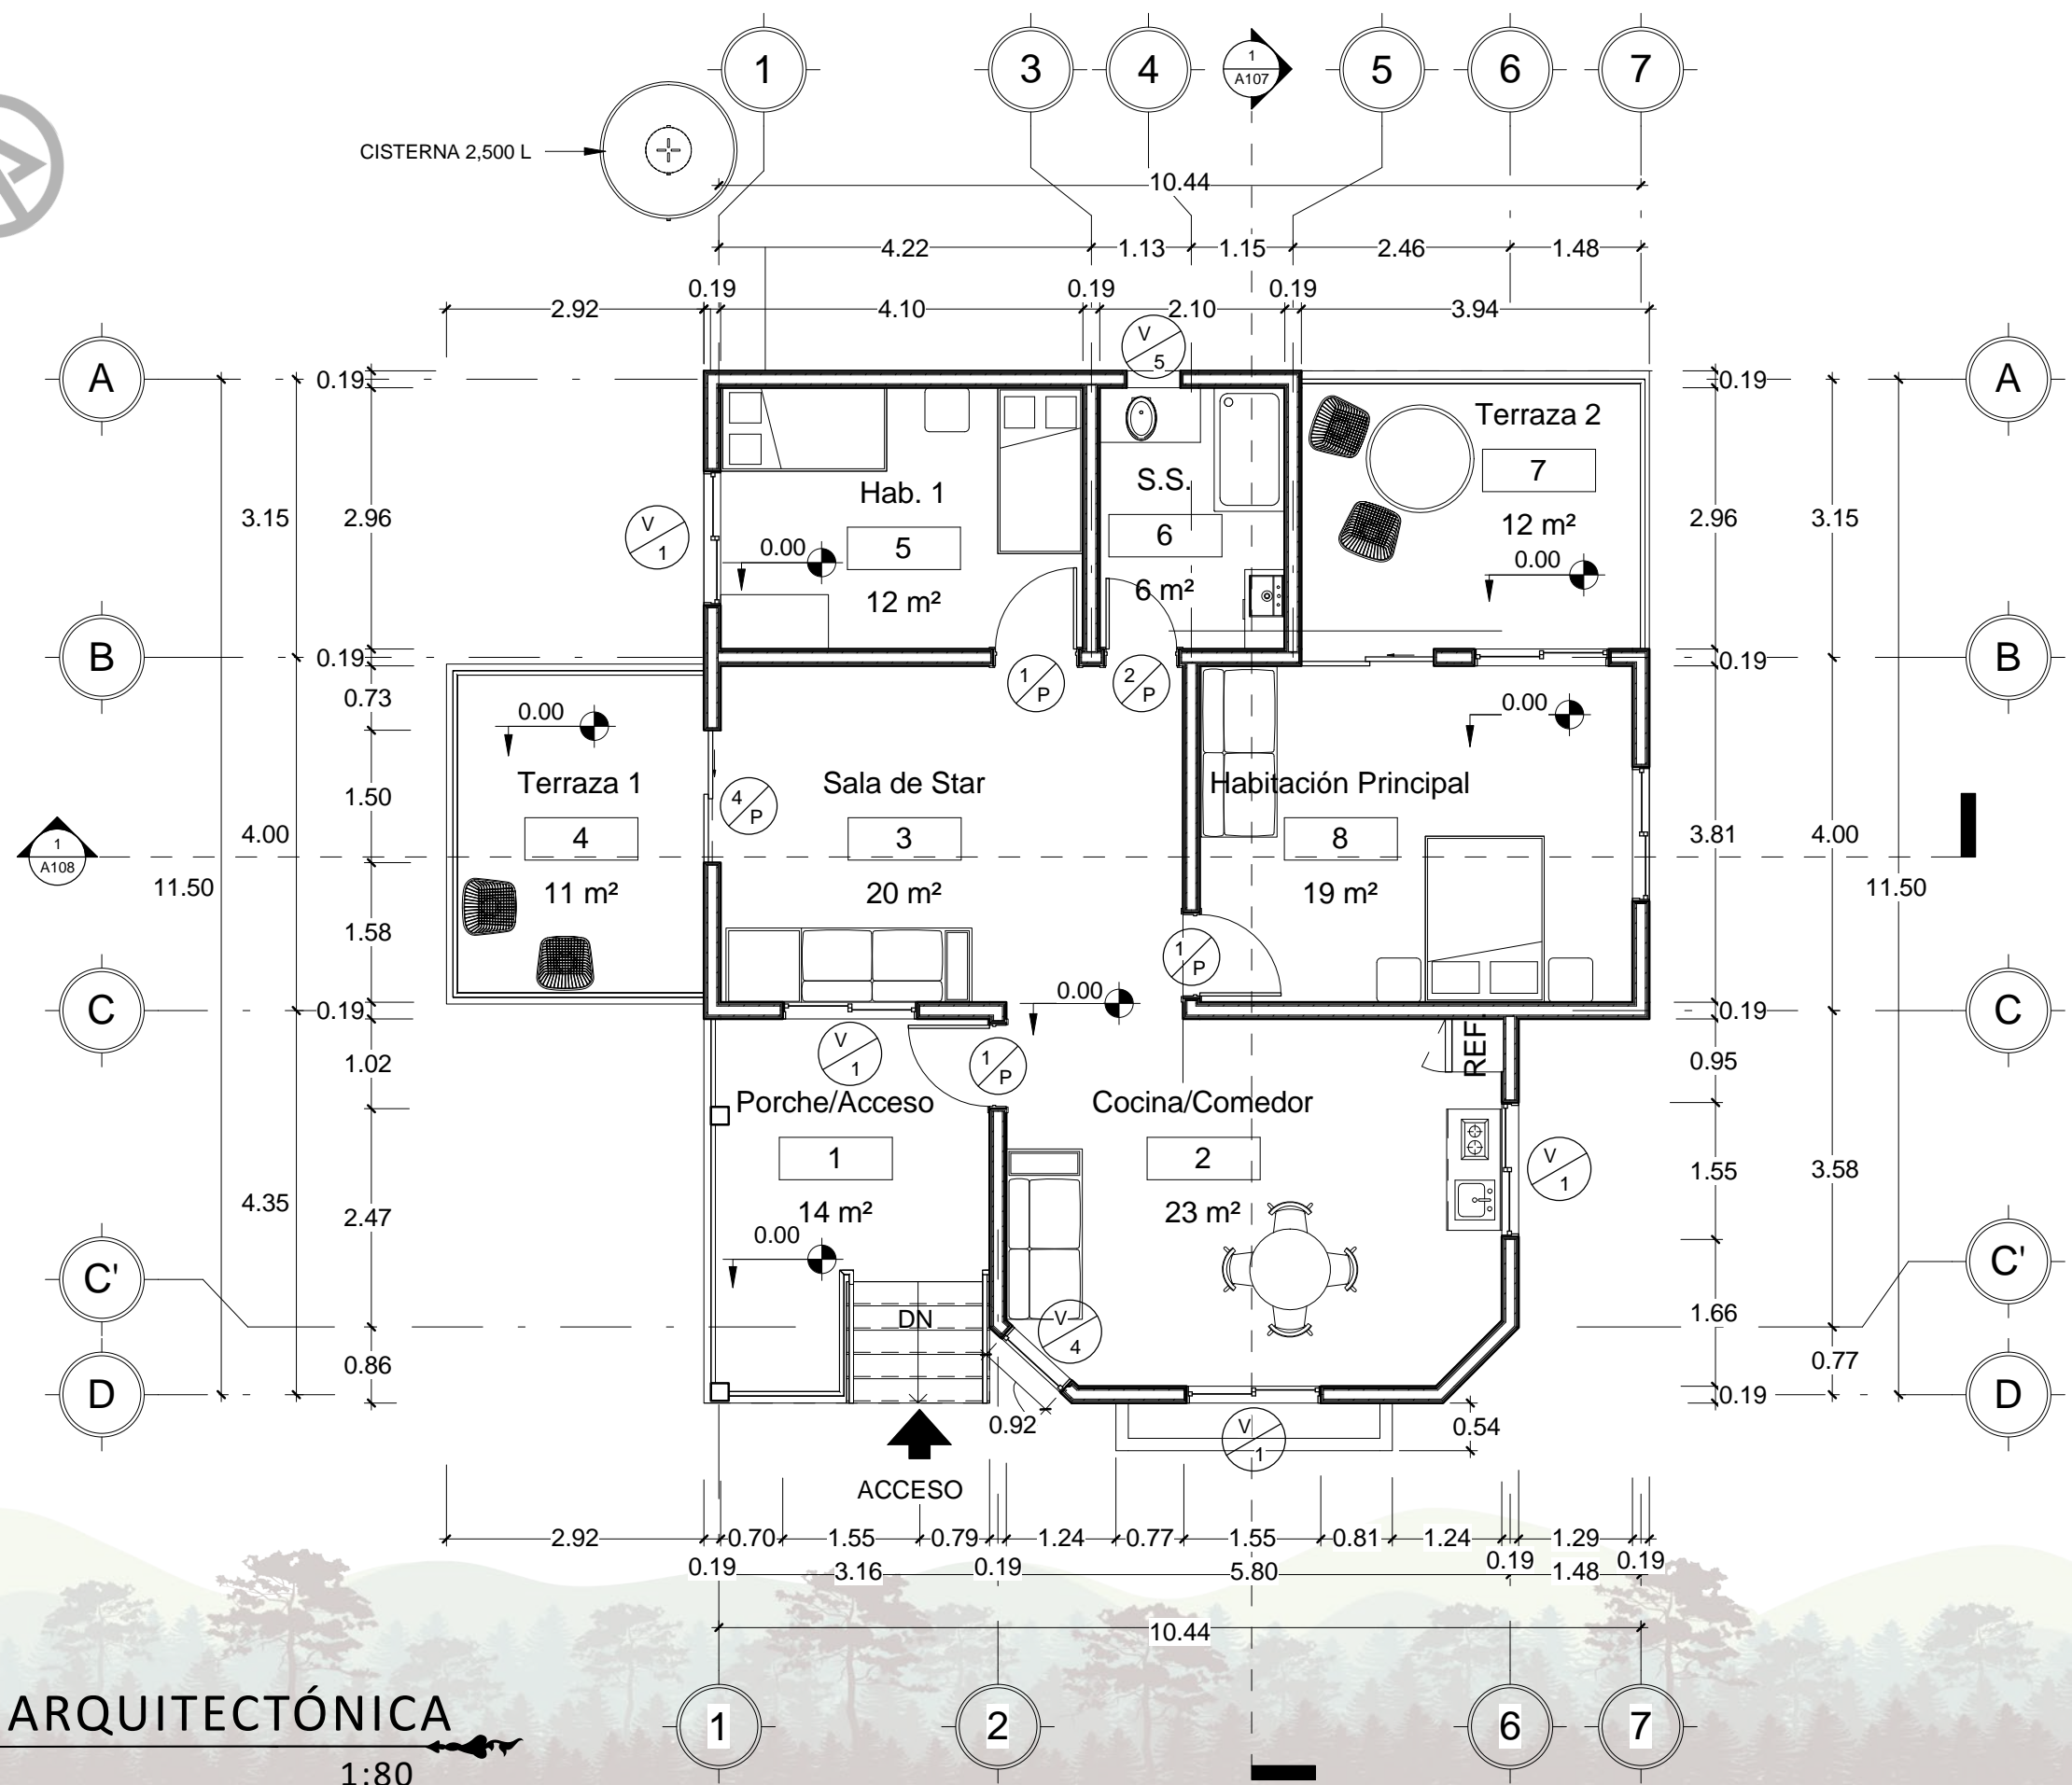 1 3 4 1 A107 5 6 7
CISTERNA 2,500 L
10.44
4.22 1.13 1.15 2.46 1.48
0.19 0.19 0.19
2.92 4.10 2.10 3.94
V 5
A 0.19 0.19 A
Terraza 2
7
12 m²
0.00
Hab. 1
5
0.00
12 m²
S.S.
6
6 m²
V 1
3.15 2.96 2.96 3.15
B 0.19 0.19 B
0.73
1 P 2 P
0.00 0.00
Terraza 1 Sala de Star Habitación Principal
4 3 8
11 m² 20 m² 19 m²
4 P
1.50
4.00 3.81 4.00
1 A108
11.50 11.50
1.58
1 P
0.00
C 0.19 0.19 C
1.02 0.95
V 1 1 P
REF
Porche/Acceso Cocina/Comedor
1 2
14 m² 23 m²
0.00
V 1
1.55 3.58
4.35 2.47
C' C'
DN
V 4
1.66
0.86 0.77
D 0.19 D
0.92 V 1 0.54
ACCESO
2.92 0.70 1.55 0.79 1.24 0.77 1.55 0.81 1.24 1.29
0.19 3.16 0.19 5.80 0.19 1.48 0.19
10.44
ARQUITECTÓNICA
1:80
1 2 6 7